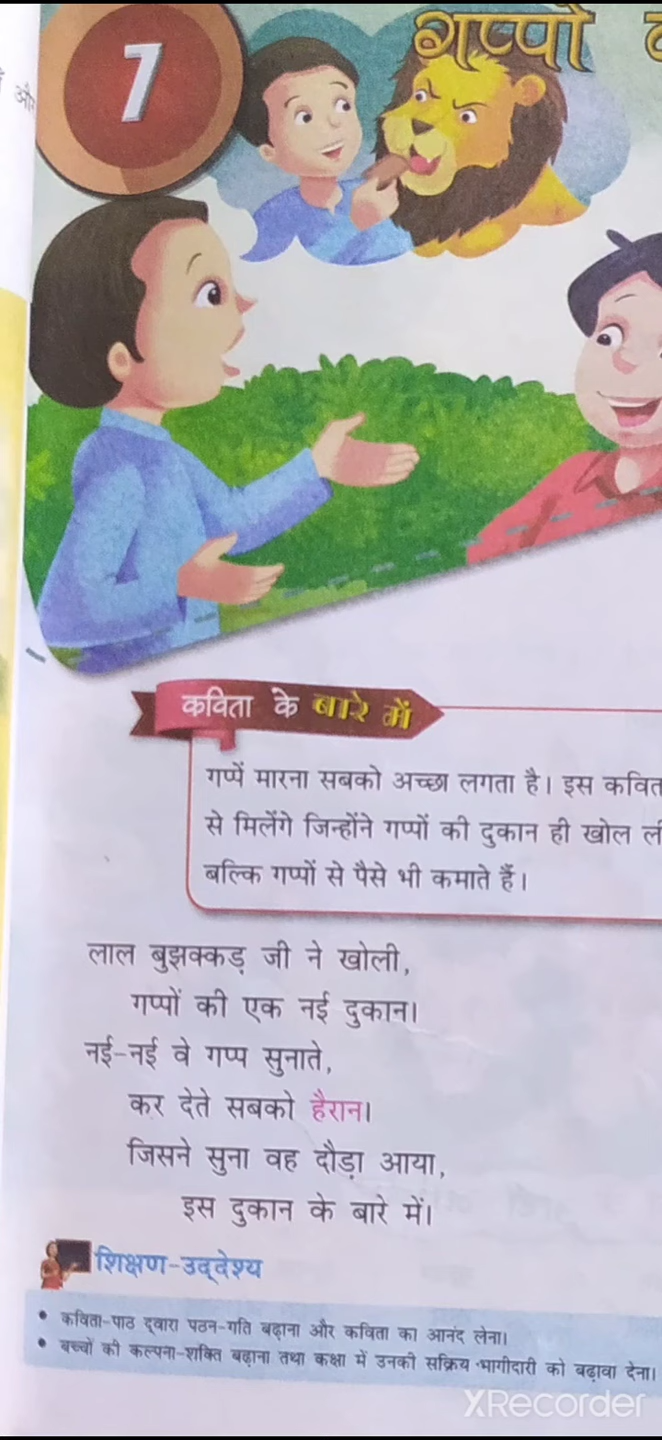 7
गप्पों
कविता के बारे में
गप्पें मारना सबको अच्छा लगता है। इस
से मिलेंगे जिन्होंने गप्पों की दुकान ही खोल
बल्कि गप्पों से पैसे भी कमाते हैं।
लाल बुझक्कड़ जी ने खोली,
गप्पों की एक नई दुकान।
नई-नई वे गप्प सुनाते,
कर देते सबको हैरान।
जिसने सुना वह दौड़ा आया,
इस दुकान के बारे में।
शिक्षण-उद्देश्य
• कविता-पाठ द्वारा पठन-गति बढ़ाना और कविता का आनंद लेना।
• बच्चों की कल्पना-शक्ति बढ़ाना तथा कक्षा में उनकी सक्रिय भागीदारी को बढ़ावा देना।
XRecorder